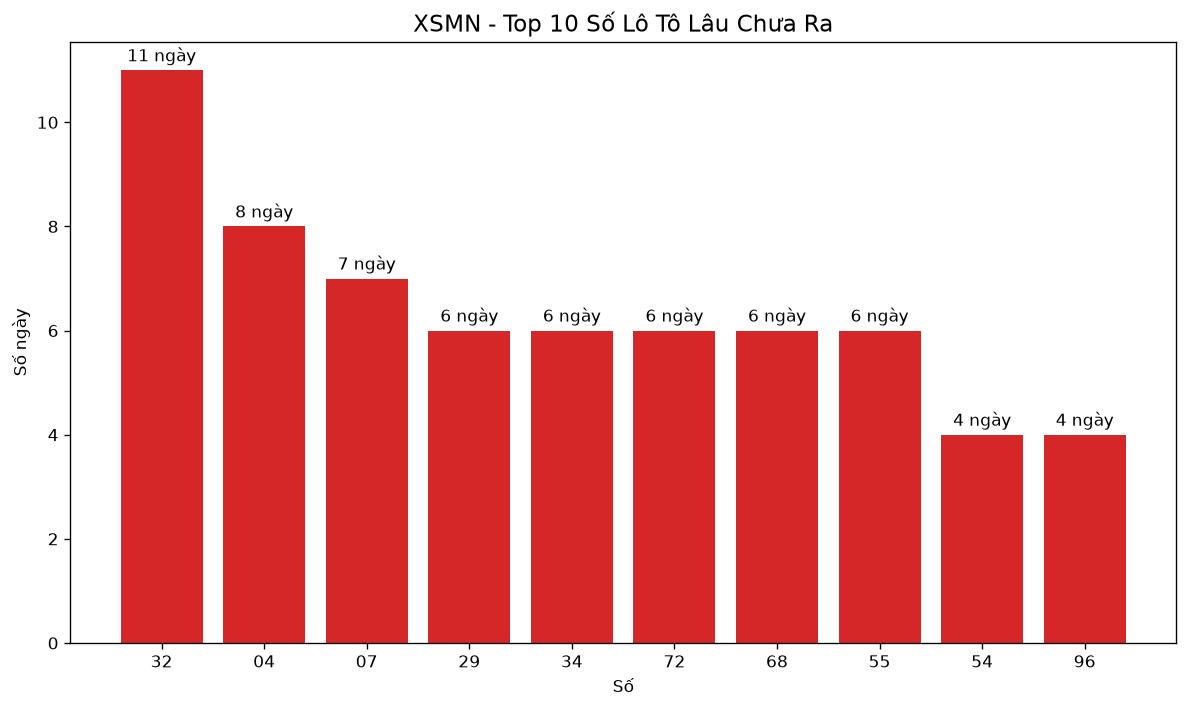 XSMN - Top 10 Số Lô Tô Lâu Chưa Ra
11 ngày
8 ngày
7 ngày
6 ngày 6 ngày 6 ngày 6 ngày 6 ngày
4 ngày 4 ngày
Số ngày
10
8
6
4
2
0
32 04 07 29 34 72 68 55 54 96
Số